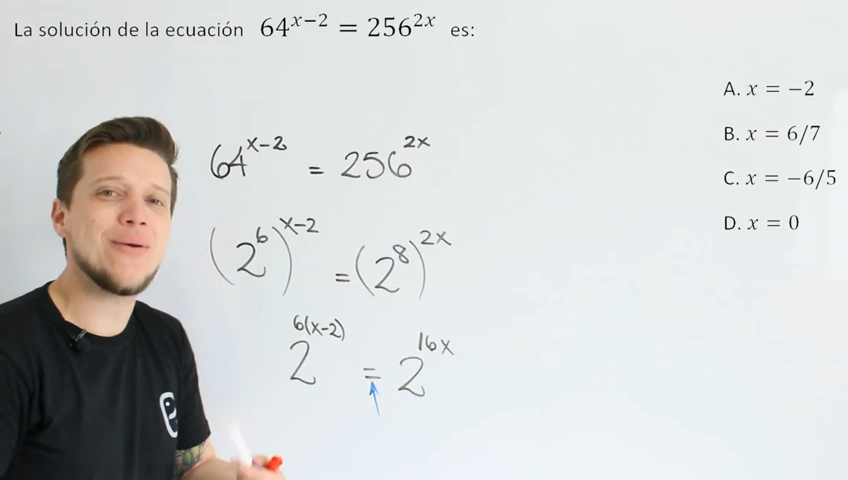 La solución de la ecuación 64^{x−2} = 256^{2x} es:
A. x = −2
B. x = 6/7
C. x = −6/5
D. x = 0
64^{x-2} = 256^{2x}
(2^6)^{x-2} = (2^8)^{2x}
2^{6(x-2)} = 2^{16x}